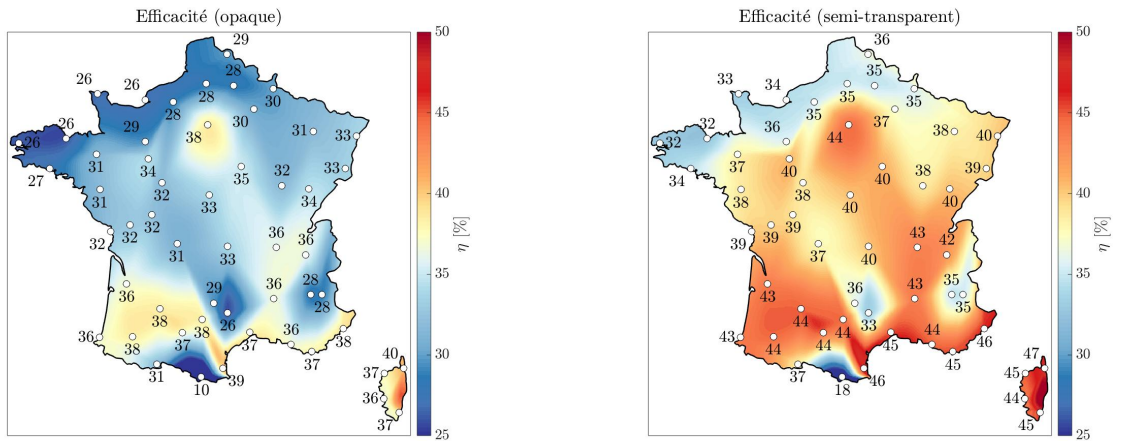 Efficacité (opaque)
29
26 26 28
28 28 30
26 26 29 38 30 31 33
27 31 34 35 32 33
31 32 33 34
32 32 32 31 33 36 36
36 29 36 28 28
38 26
36 38 37 38 37 36 38
31 10 39 37
40
37
36
37
50
45
40
35
30
25
η [%]
Efficacité (semi-transparent)
36
33 34 35
35 35 35
32 32 36 44 37 38 40
34 37 40 40 38 39
38 38 40 40
39 39 39 37 40 43 42
43 36 43 35 35
44 33
43 44 44 44 45 44 46
37 18 46 45
47
45
44
45
50
45
40
35
30
25
η [%]